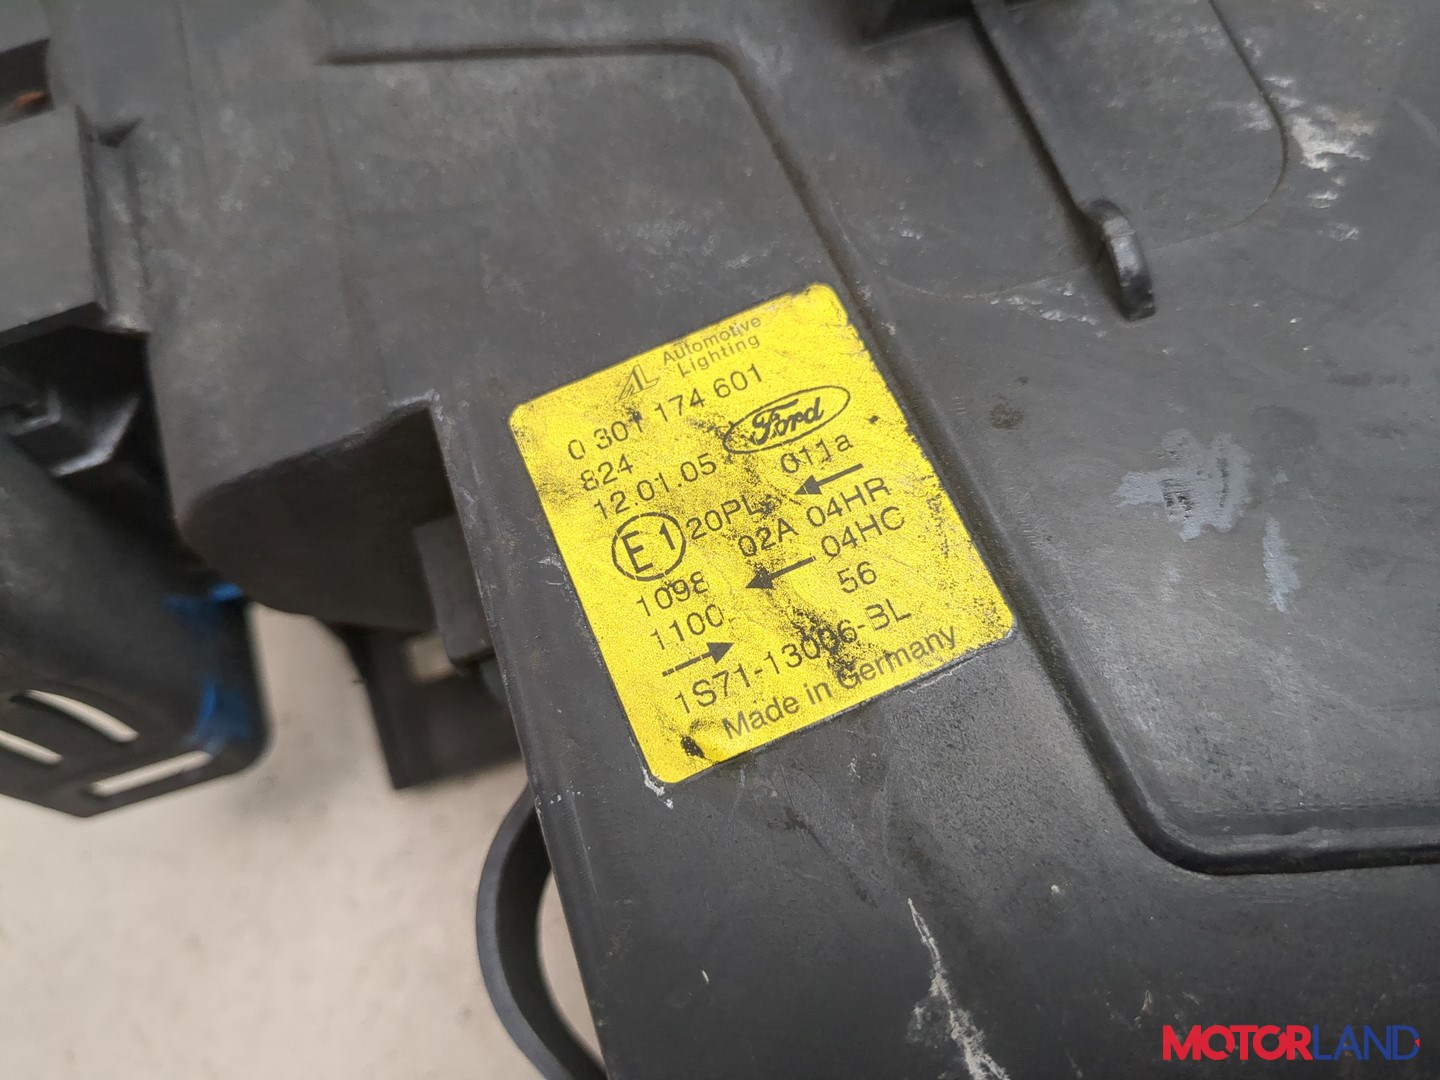 AL Automotive
Lighting
0 301 174 601
824
Ford
12.01.05
011a
E1 20PL
02A 04HR
04HC
1098
1100
56
1S71-13006-BL
Made in Germany
MOTORLAND